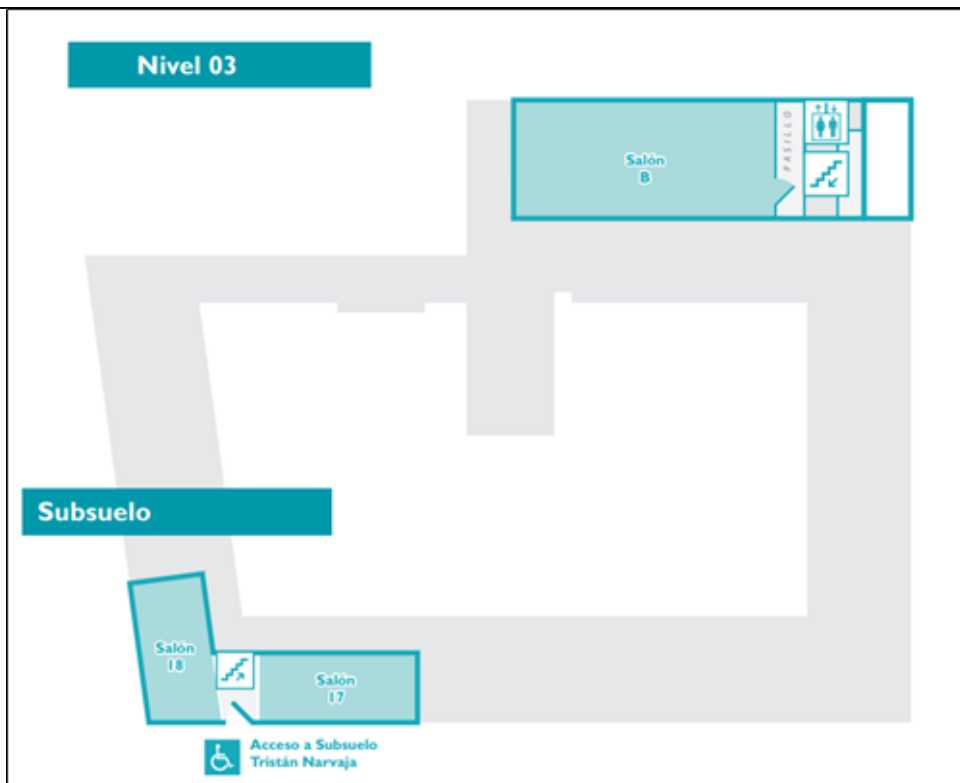 Nivel 03
Salón
B
PASILLO
Subsuelo
Salón
18
Salón
17
Acceso a Subsuelo
Tristán Narvaja